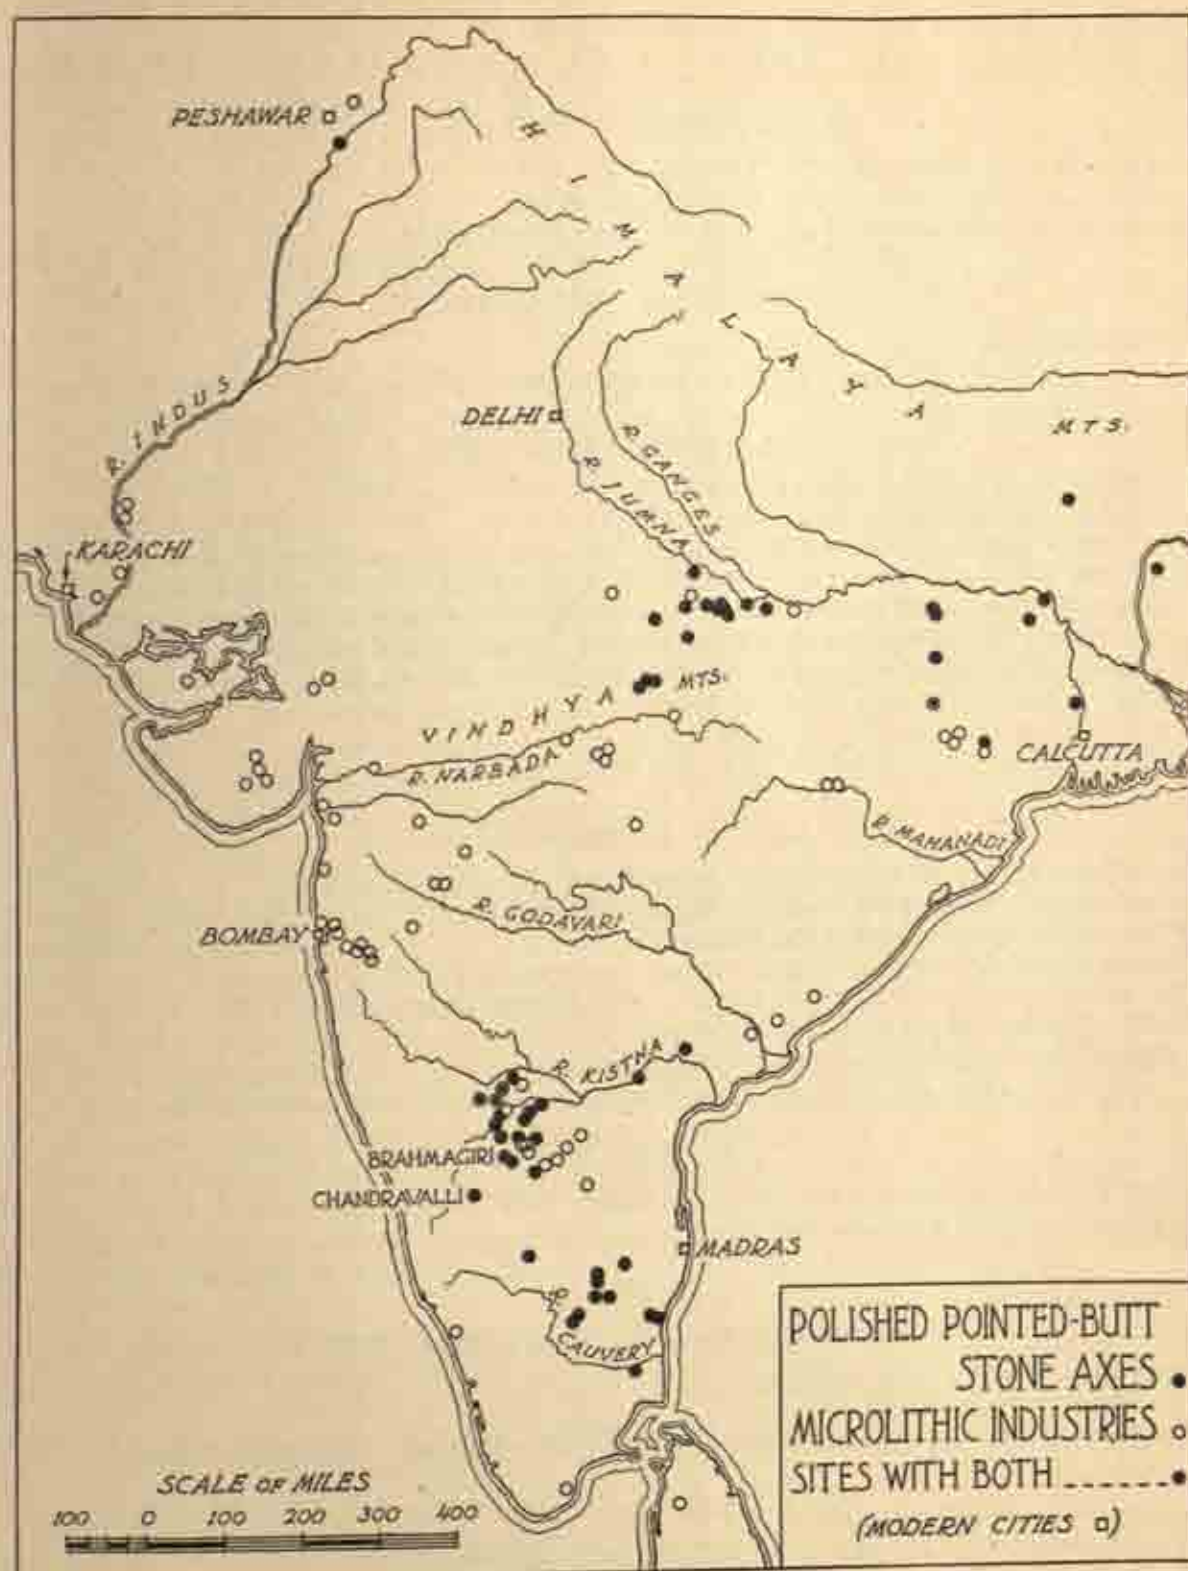 PESHAWAR
HIMALAYA
MTS.
R. INDUS
DELHI
R. GANGES
R. JUMNA
KARACHI
VINDHYA MTS.
R. NARBADA
CALCUTTA
R. MAHANADI
R. GODAVARI
BOMBAY
R. KISTNA
BRAHMAGIRI
CHANDRAVALLI
MADRAS
R. CAUVERY
POLISHED POINTED-BUTT
STONE AXES
MICROLITHIC INDUSTRIES
SITES WITH BOTH
(MODERN CITIES )
SCALE OF MILES
100 0 100 200 300 400